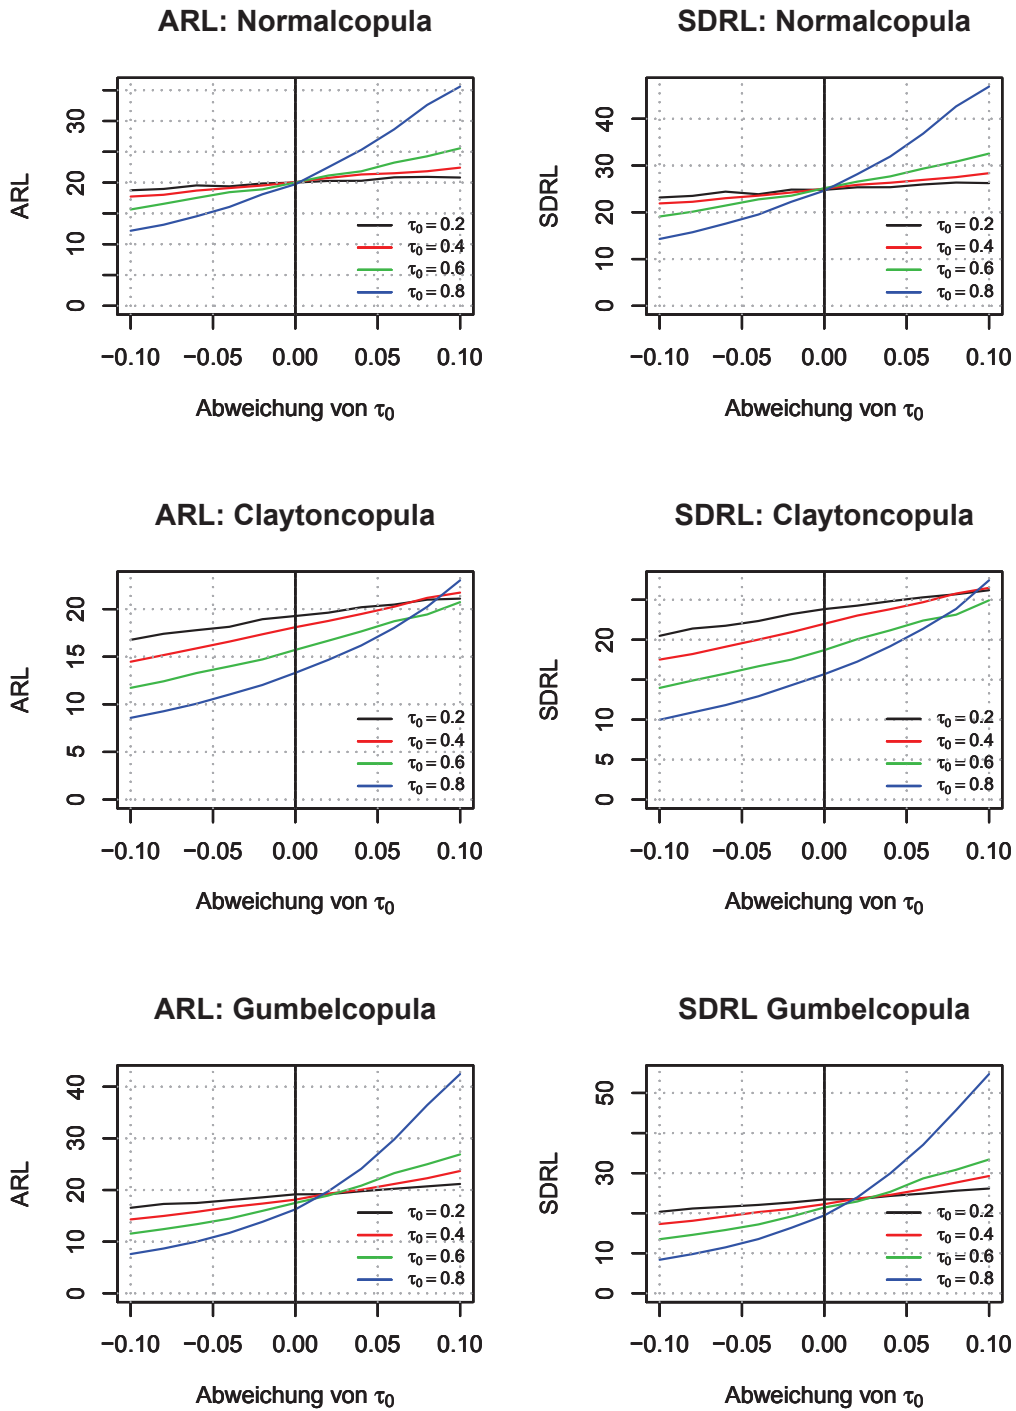 ARL: Normalcopula
ARL
0
10
20
30
τ0 = 0.2
τ0 = 0.4
τ0 = 0.6
τ0 = 0.8
−0.10 −0.05 0.00 0.05 0.10
Abweichung von τ0
SDRL: Normalcopula
SDRL
0
10
20
30
40
τ0 = 0.2
τ0 = 0.4
τ0 = 0.6
τ0 = 0.8
−0.10 −0.05 0.00 0.05 0.10
Abweichung von τ0
ARL: Claytoncopula
ARL
0
5
10
15
20
τ0 = 0.2
τ0 = 0.4
τ0 = 0.6
τ0 = 0.8
−0.10 −0.05 0.00 0.05 0.10
Abweichung von τ0
SDRL: Claytoncopula
SDRL
0
5
10
20
τ0 = 0.2
τ0 = 0.4
τ0 = 0.6
τ0 = 0.8
−0.10 −0.05 0.00 0.05 0.10
Abweichung von τ0
ARL: Gumbelcopula
ARL
0
10
20
30
40
τ0 = 0.2
τ0 = 0.4
τ0 = 0.6
τ0 = 0.8
−0.10 −0.05 0.00 0.05 0.10
Abweichung von τ0
SDRL Gumbelcopula
SDRL
0
10
30
50
τ0 = 0.2
τ0 = 0.4
τ0 = 0.6
τ0 = 0.8
−0.10 −0.05 0.00 0.05 0.10
Abweichung von τ0